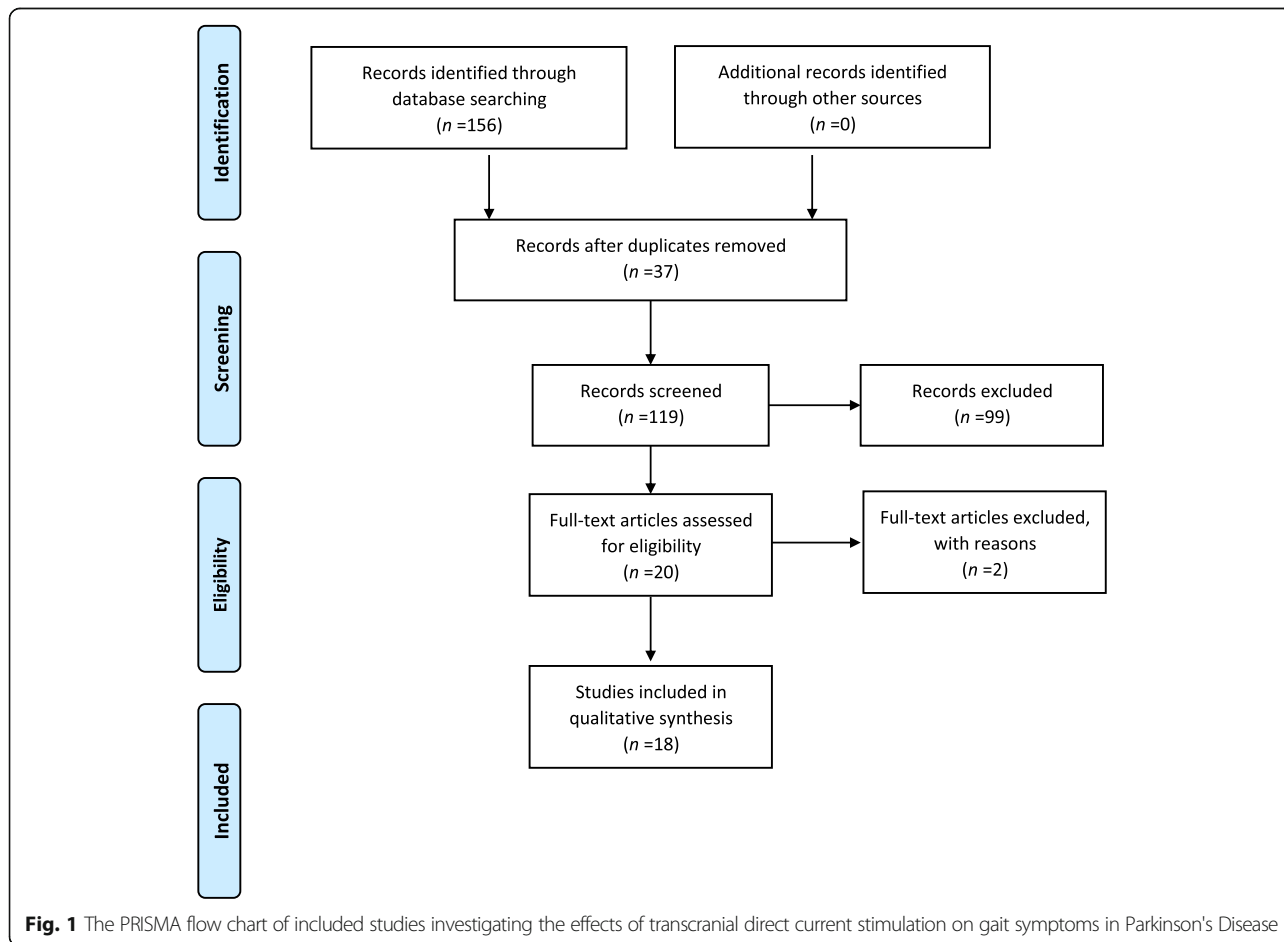 Identification
Records identified through
database searching
(n =156)
Additional records identified
through other sources
(n =0)
Records after duplicates removed
(n =37)
Screening
Records screened
(n =119)
Records excluded
(n =99)
Eligibility
Full-text articles assessed
for eligibility
(n =20)
Full-text articles excluded,
with reasons
(n =2)
Included
Studies included in
qualitative synthesis
(n =18)
Fig. 1 The PRISMA flow chart of included studies investigating the effects of transcranial direct current stimulation on gait symptoms in Parkinson's Disease